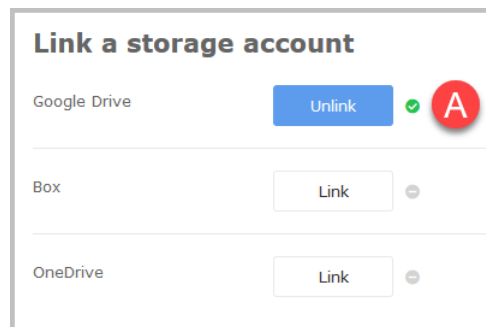 Link a storage account
Google Drive
Unlink
A
Box
Link
OneDrive
Link